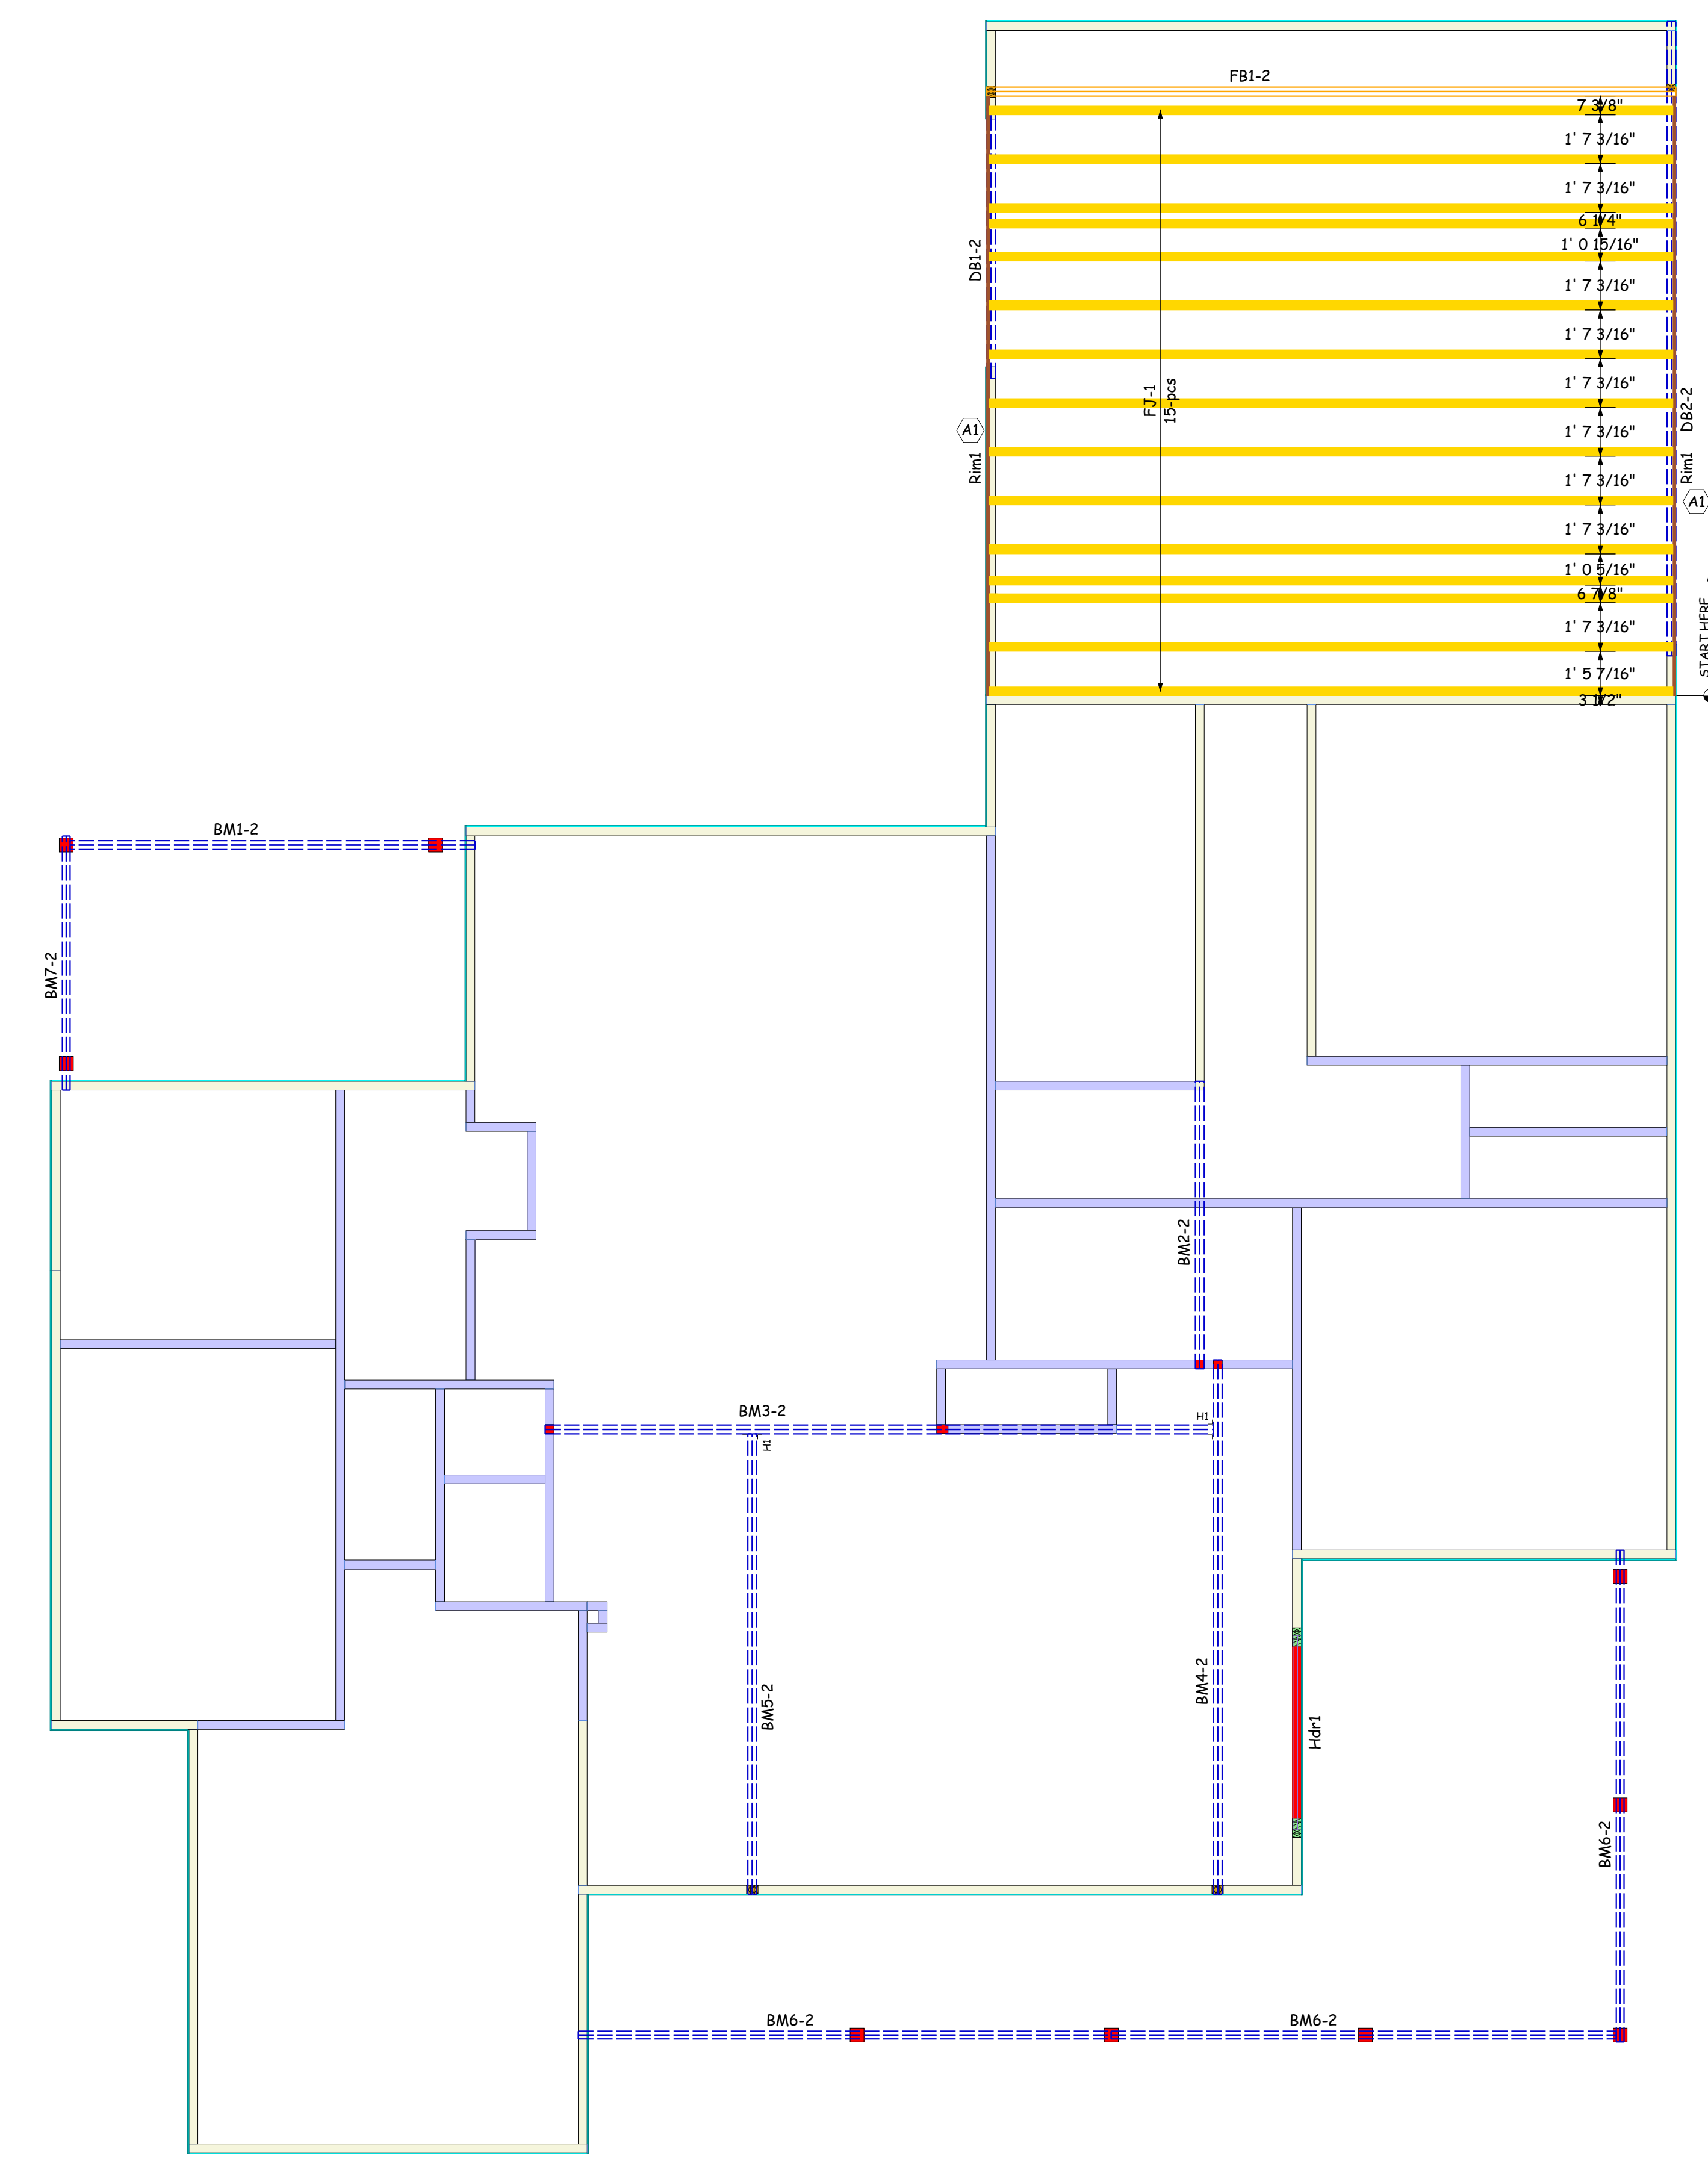 FB1-2
7 3/8"
1' 7 3/16"
1' 7 3/16"
6 1/4"
1' 0 15/16"
DB1-2
1' 7 3/16"
1' 7 3/16"
1' 7 3/16"
FJ-1
15-pcs
DB2-2
A1
1' 7 3/16"
Rim1
Rim1
1' 7 3/16"
A1
1' 7 3/16"
1' 0 5/16"
6 7/8"
START HERE
1' 7 3/16"
1' 5 7/16"
3 1/2"
BM1-2
BM7-2
BM2-2
BM3-2
H1
H1
BM5-2
BM4-2
Hdr1
BM6-2
BM6-2
BM6-2